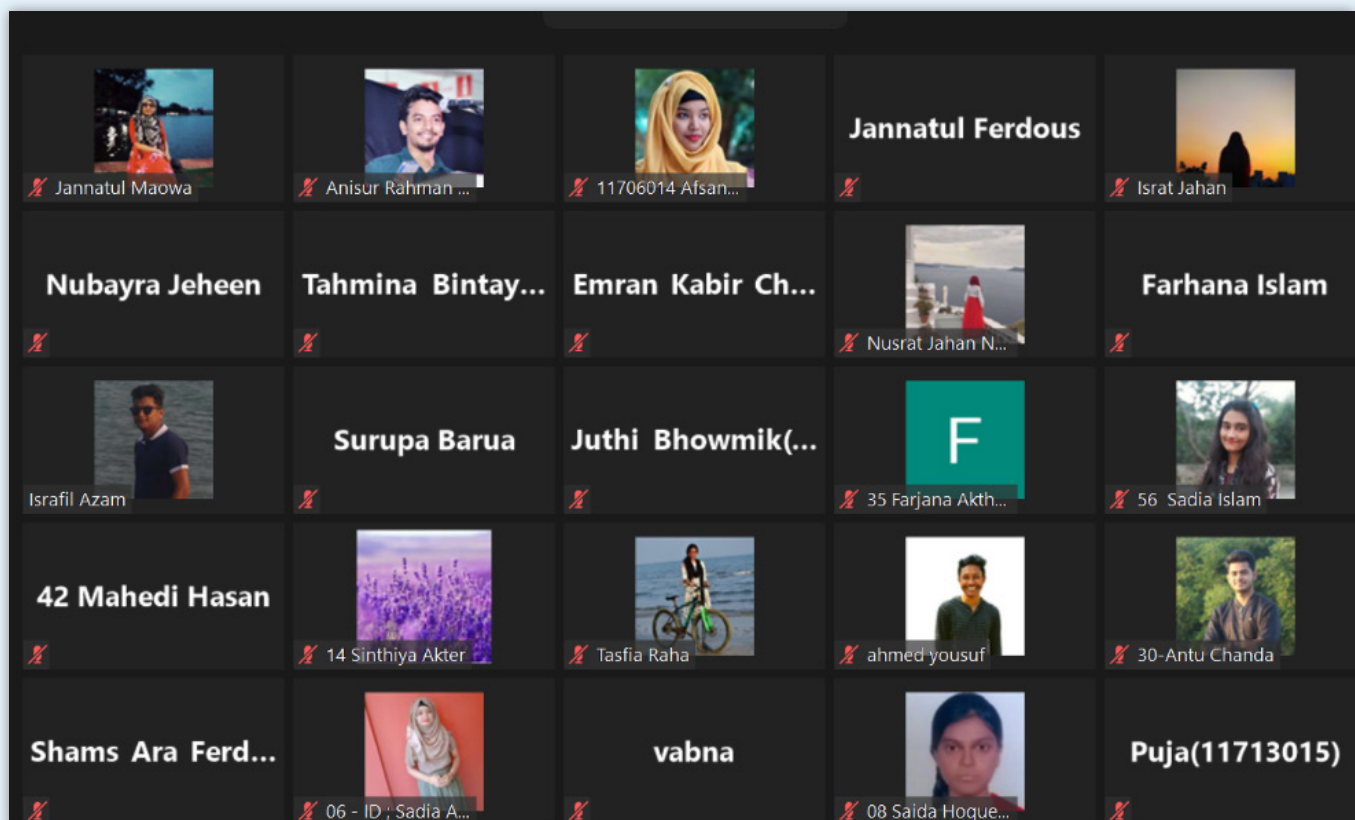 Jannatul Maowa
Anisur Rahman ...
11706014 Afsan...
Jannatul Ferdous
Israt Jahan
Nubayra Jeheen
Tahmina Bintay...
Emran Kabir Ch...
Nusrat Jahan N...
Farhana Islam
Israfil Azam
Surupa Barua
Juthi Bhowmik(...
F
35 Farjana Akth...
56 Sadia Islam
42 Mahedi Hasan
14 Sinthiya Akter
Tasfia Raha
ahmed yousuf
30-Antu Chanda
Shams Ara Ferd...
06 - ID ; Sadia A...
vabna
08 Saida Hoque...
Puja(11713015)